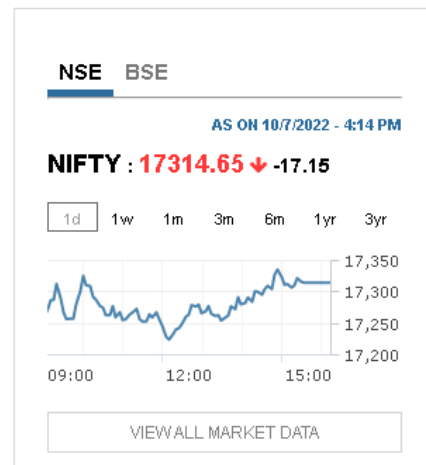 NSE BSE
AS ON 10/7/2022 - 4:14 PM
NIFTY : 17314.65 -17.15
1d 1w 1m 3m 6m 1yr 3yr
17,350
17,300
17,250
17,200
09:00 12:00 15:00
VIEW ALL MARKET DATA